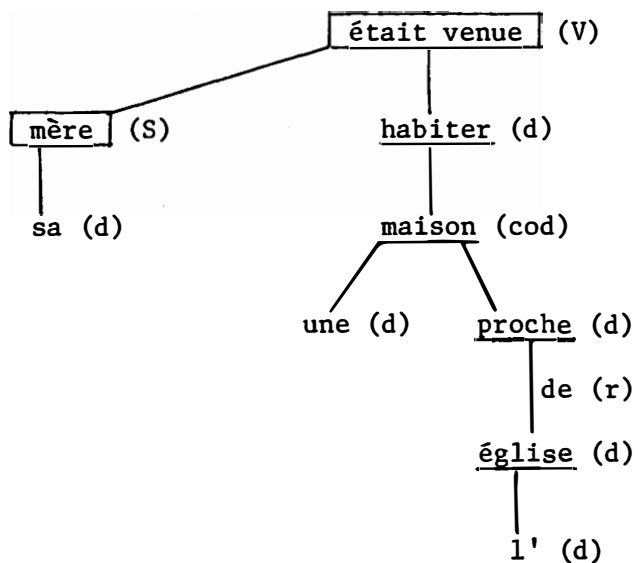 était venue (V)
mère (S)
habiter (d)
sa (d)
maison (cod)
une (d)
proche (d)
de (r)
église (d)
l' (d)